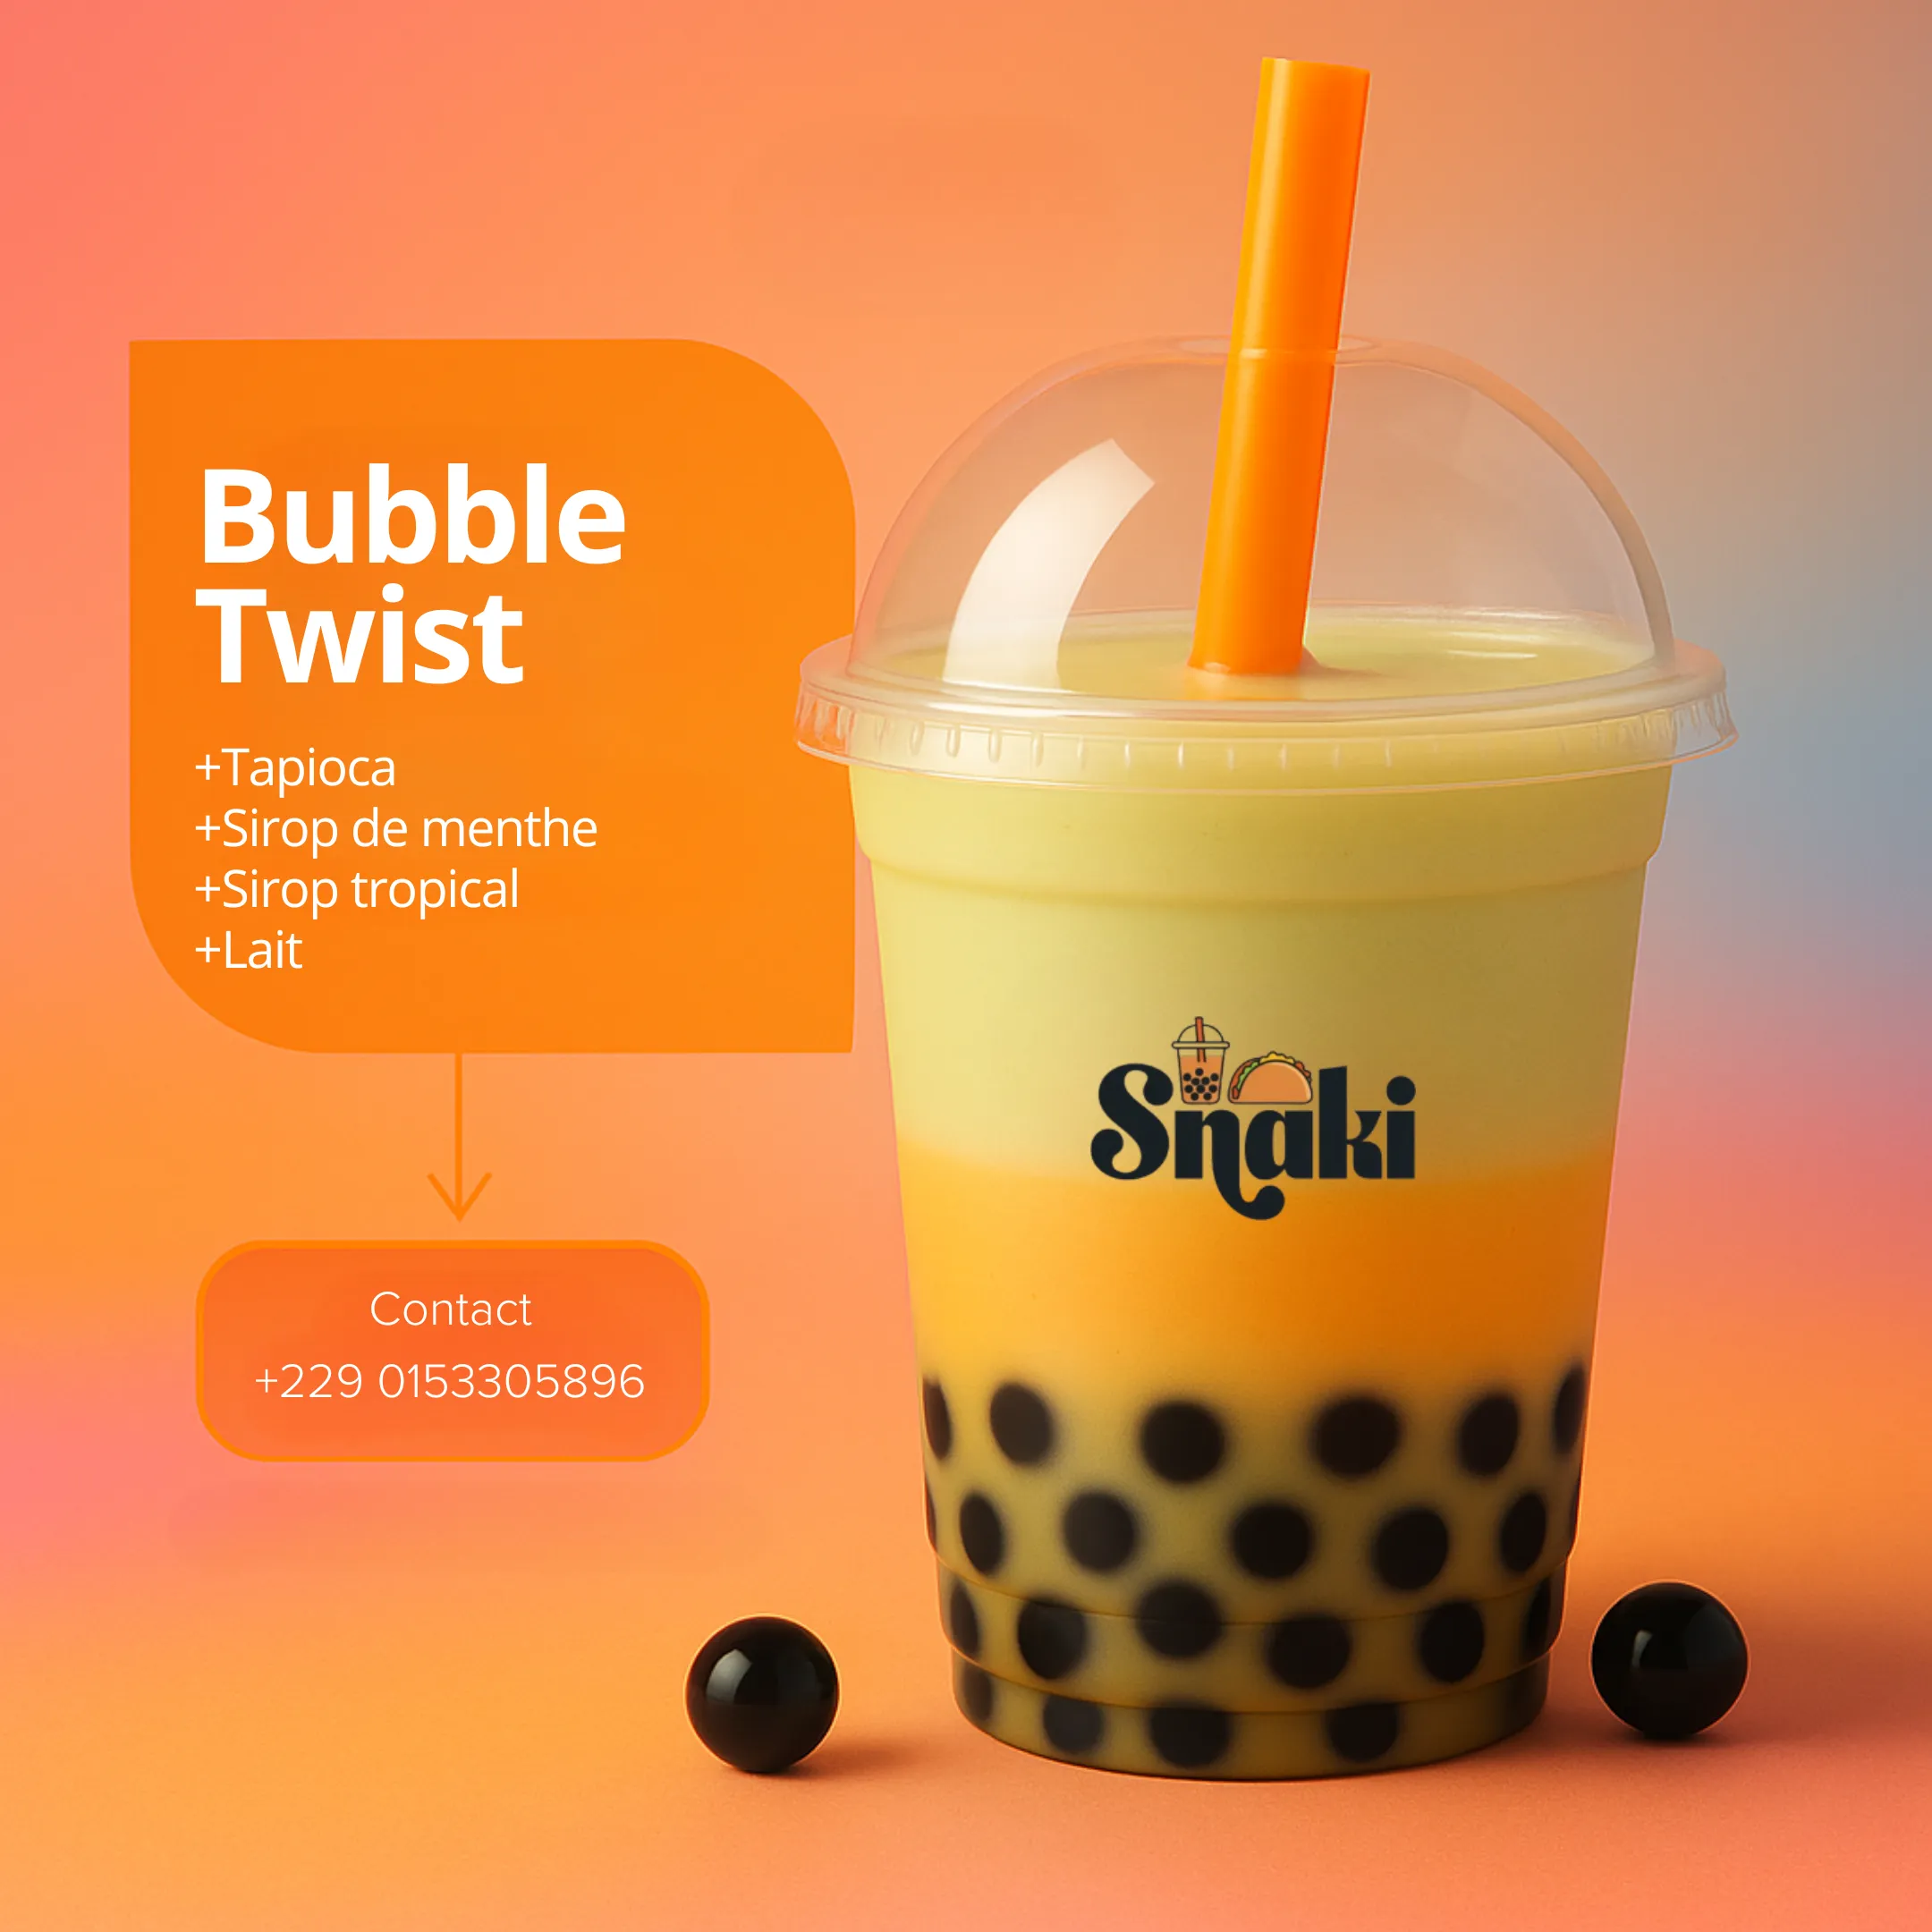 Bubble
Twist
+Tapioca
+Sirop de menthe
+Sirop tropical
+Lait
Snaki
Contact
+229 0153305896